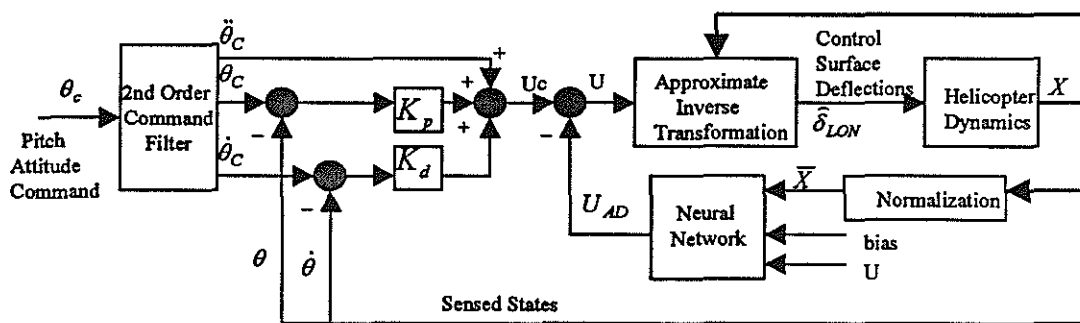 θ_c
Pitch
Attitude
Command
2nd Order
Command
Filter
θ̈_C
θ_C
θ̇_C
−
−
K_p
K_d
+
+
+
Uc
−
U
Approximate
Inverse
Transformation
Control
Surface
Deflections
δ̂_LON
Helicopter
Dynamics
X
U_AD
Neural
Network
X̅
Normalization
bias
U
θ
θ̇
Sensed States